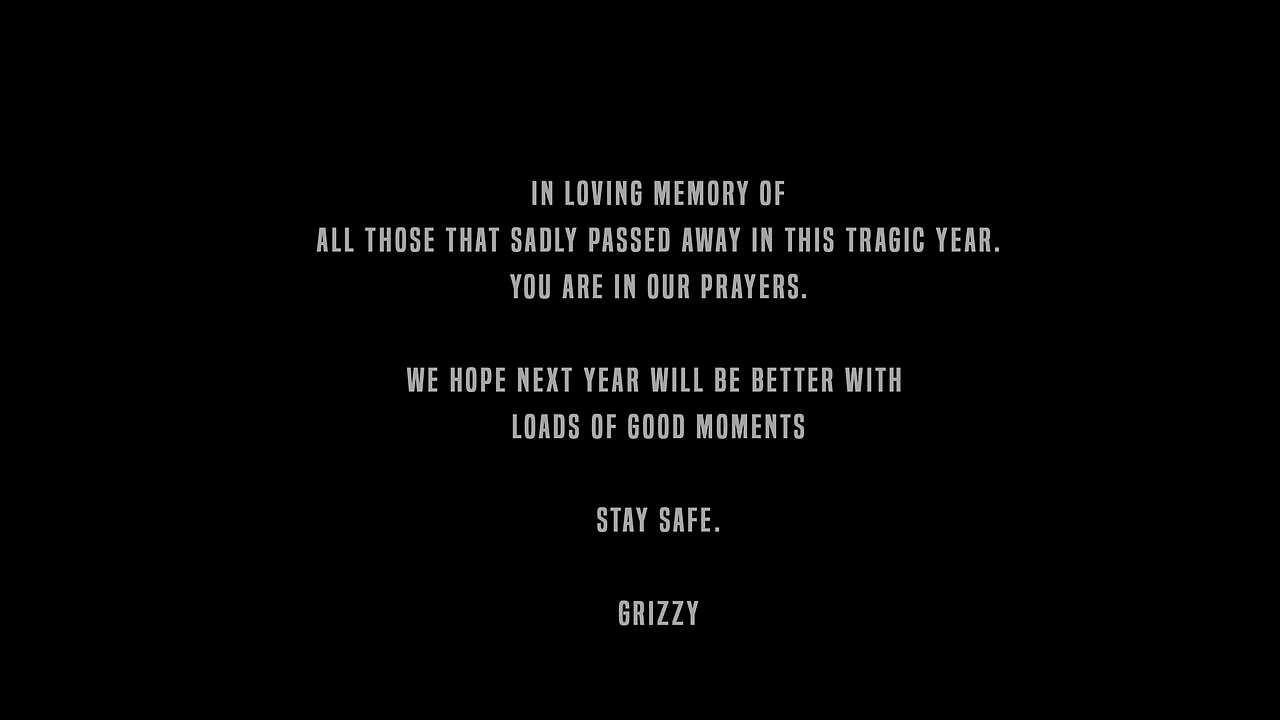 IN LOVING MEMORY OF
ALL THOSE THAT SADLY PASSED AWAY IN THIS TRAGIC YEAR.
YOU ARE IN OUR PRAYERS.
WE HOPE NEXT YEAR WILL BE BETTER WITH
LOADS OF GOOD MOMENTS
STAY SAFE.
GRIZZY